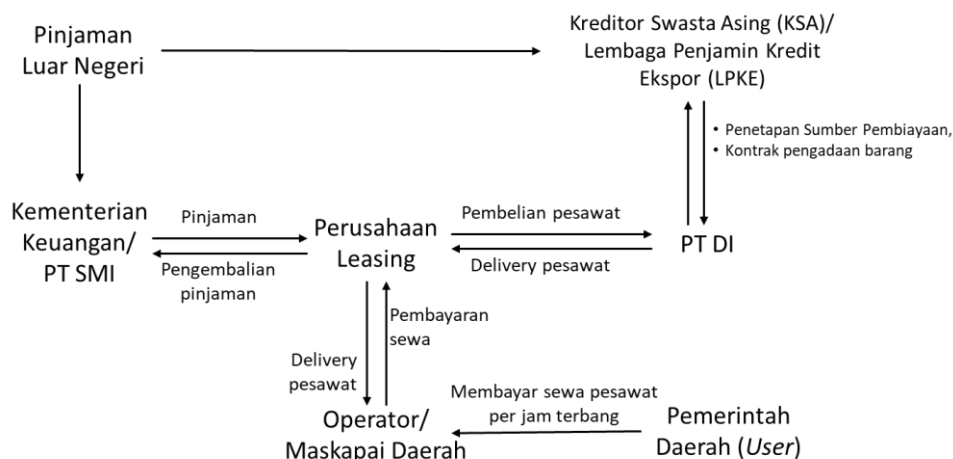 Pinjaman
Luar Negeri
Kreditor Swasta Asing (KSA)/
Lembaga Penjamin Kredit
Ekspor (LPKE)
• Penetapan Sumber Pembiayaan,
• Kontrak pengadaan barang
Kementerian
Keuangan/
PT SMI
Pinjaman
Pengembalian
pinjaman
Perusahaan
Leasing
Pembelian pesawat
Delivery pesawat
PT DI
Pembayaran
sewa
Delivery
pesawat
Operator/
Maskapai Daerah
Membayar sewa pesawat
per jam terbang
Pemerintah
Daerah (User)